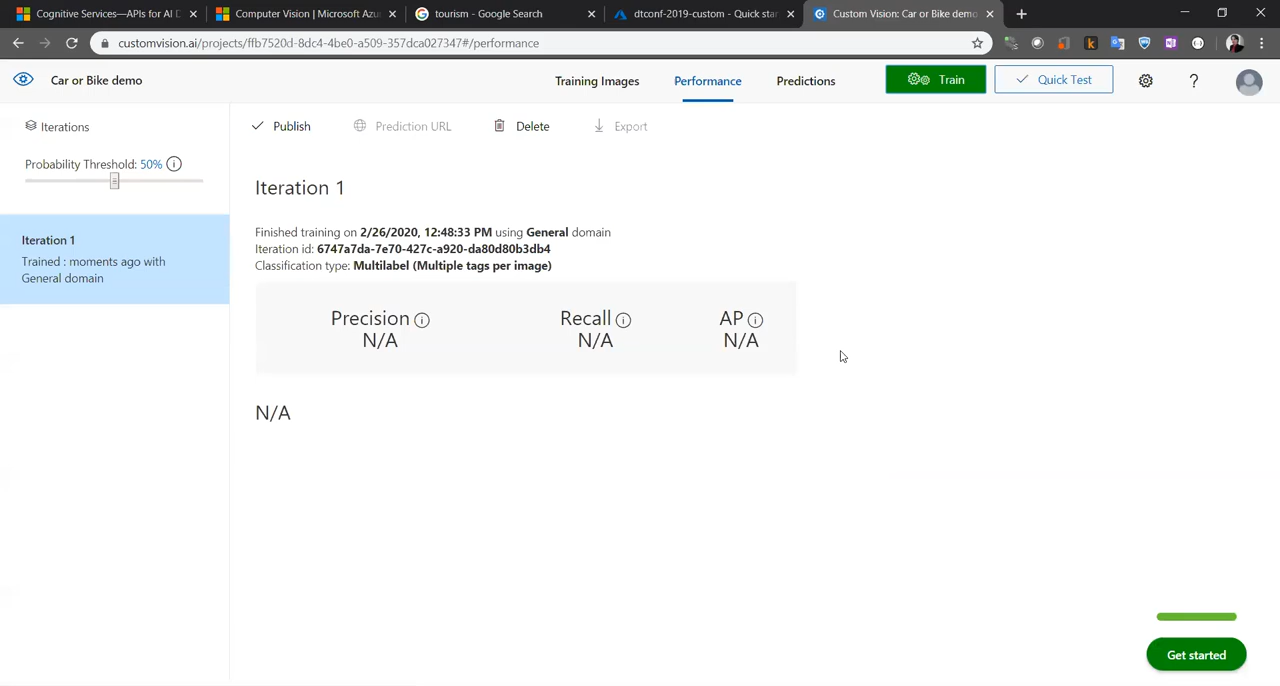 Cognitive Services—APIs for AI D
Computer Vision | Microsoft Azu
tourism - Google Search
dtconf-2019-custom - Quick star
Custom Vision: Car or Bike demo
customvision.ai/projects/ffb7520d-8dc4-4be0-a509-357dca027347#/performance
Car or Bike demo
Training Images
Performance
Predictions
Train
Quick Test
?
Iterations
Probability Threshold: 50%
Publish
Prediction URL
Delete
Export
Iteration 1
Trained : moments ago with
General domain
Iteration 1
Finished training on 2/26/2020, 12:48:33 PM using General domain
Iteration id: 6747a7da-7e70-427c-a920-da80d80b3db4
Classification type: Multilabel (Multiple tags per image)
Precision
N/A
Recall
N/A
AP
N/A
N/A
Get started